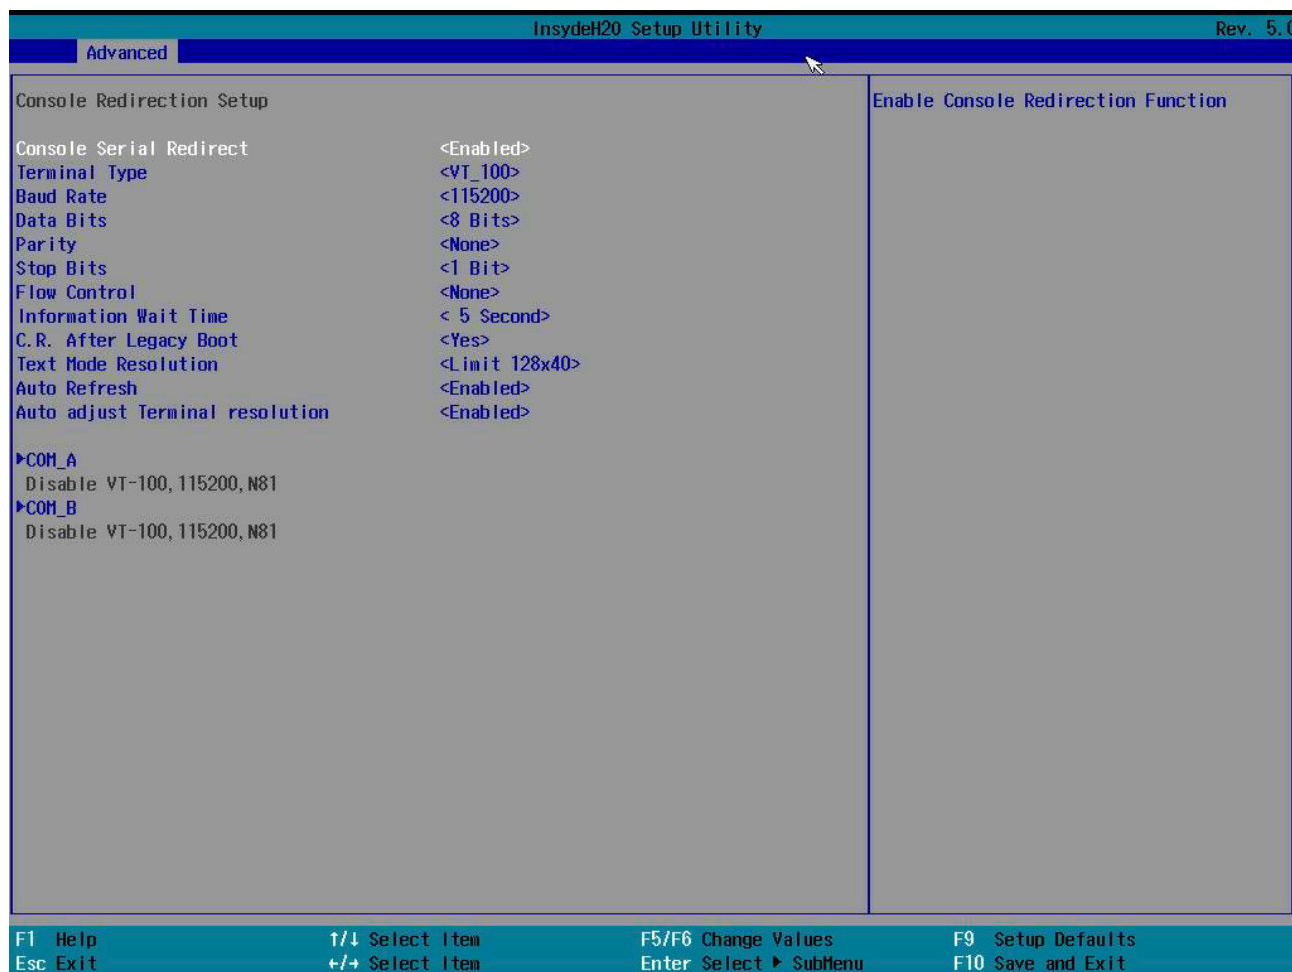 InsydeH20 Setup Utility Rev. 5.0
Advanced
Console Redirection Setup
Enable Console Redirection Function
Console Serial Redirect <Enabled>
Terminal Type <VT_100>
Baud Rate <115200>
Data Bits <8 Bits>
Parity <None>
Stop Bits <1 Bit>
Flow Control <None>
Information Wait Time < 5 Second>
C.R. After Legacy Boot <Yes>
Text Mode Resolution <Limit 128x40>
Auto Refresh <Enabled>
Auto adjust Terminal resolution <Enabled>
►COM_A
Disable VT-100,115200,N81
►COM_B
Disable VT-100,115200,N81
F1 Help ↑/↓ Select Item F5/F6 Change Values F9 Setup Defaults
Esc Exit ←/→ Select Item Enter Select ► SubMenu F10 Save and Exit